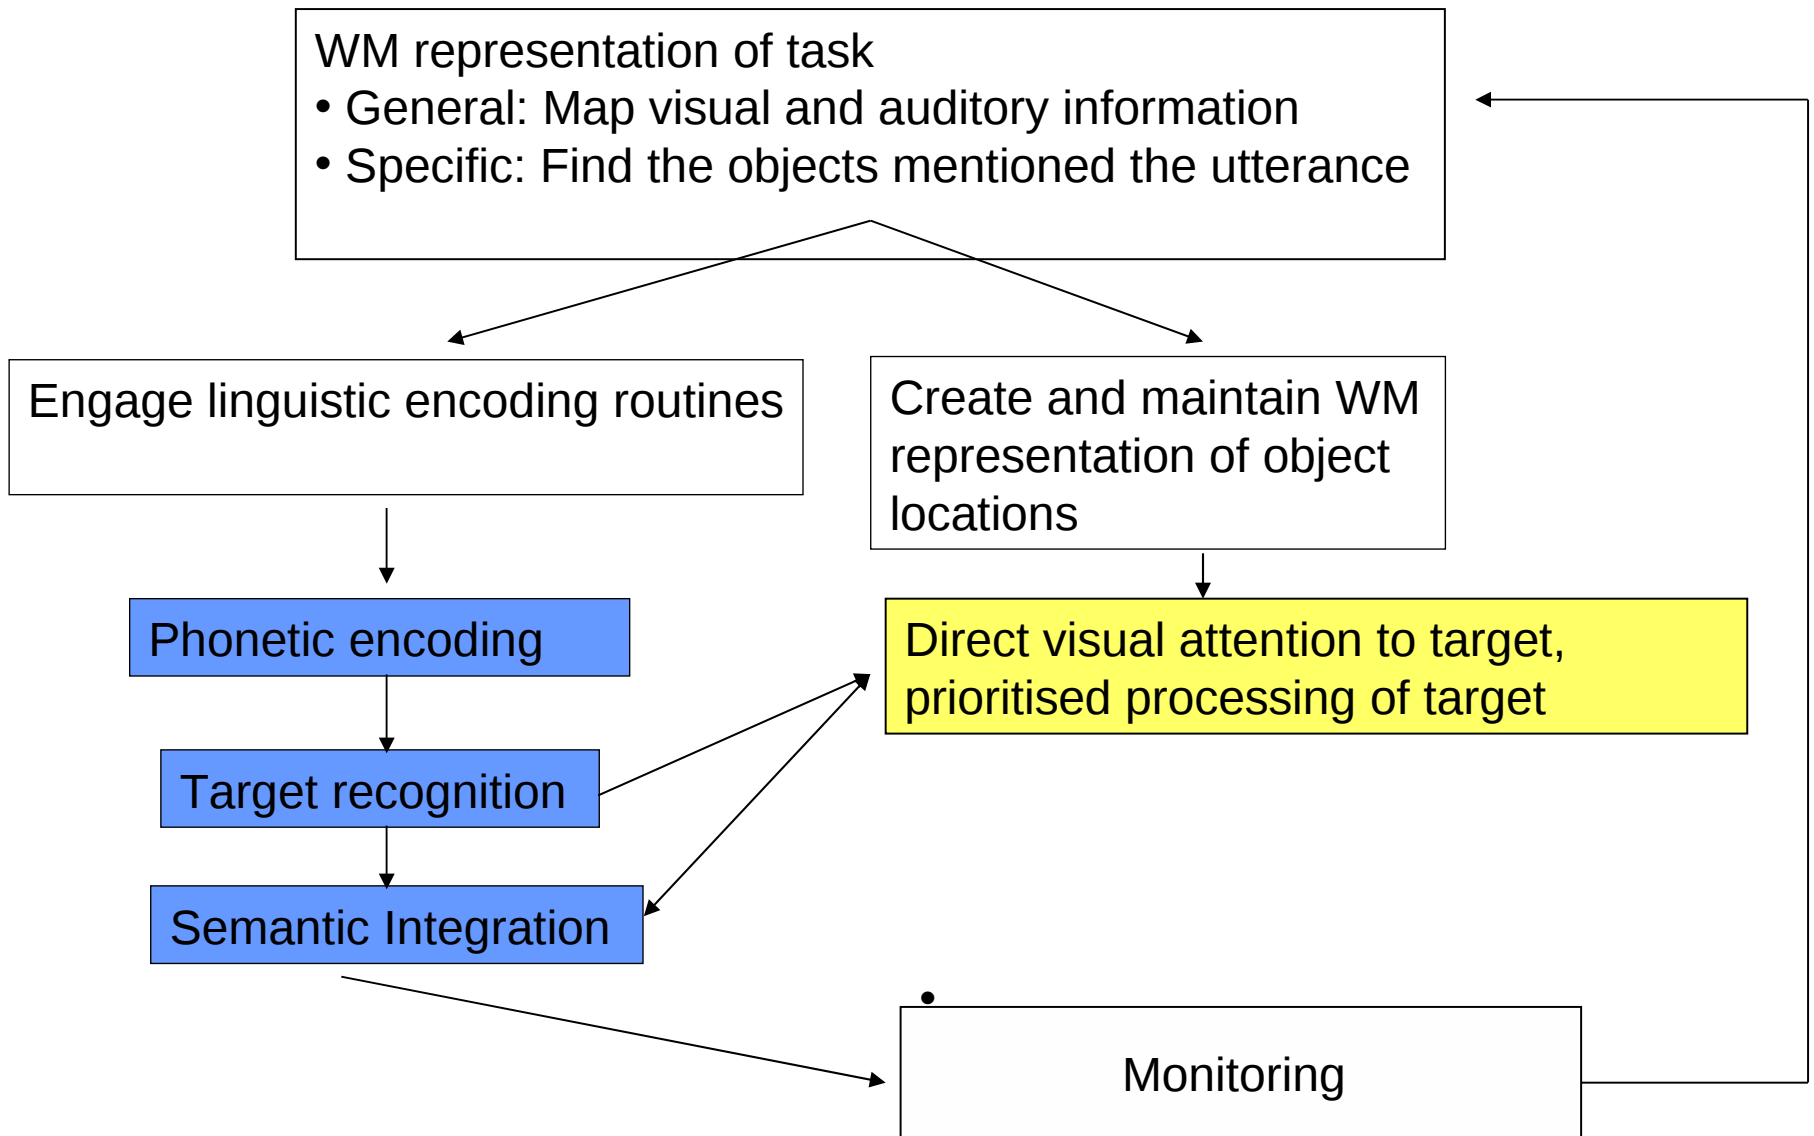 WM representation of task
• General: Map visual and auditory information
• Specific: Find the objects mentioned the utterance
Engage linguistic encoding routines
Create and maintain WM
representation of object
locations
Phonetic encoding
Direct visual attention to target,
prioritised processing of target
Target recognition
Semantic Integration
•
Monitoring